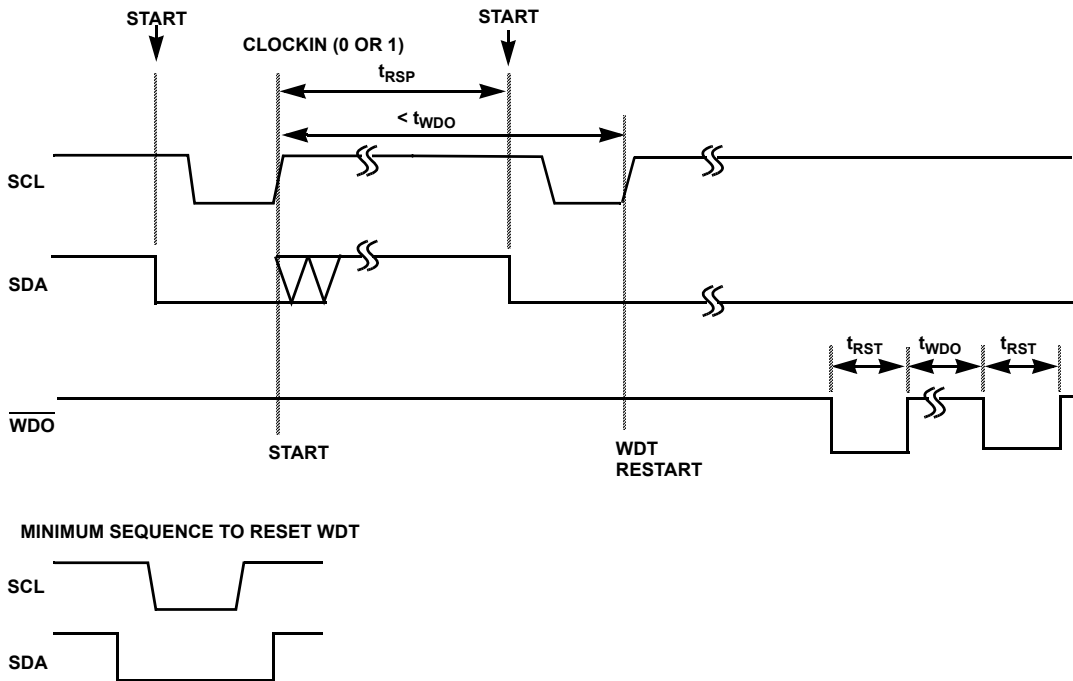 START
START
CLOCKIN (0 OR 1)
tRSP
< tWDO
SCL
SDA
tRST
tWDO
tRST
WDO
START
WDT
RESTART
MINIMUM SEQUENCE TO RESET WDT
SCL
SDA